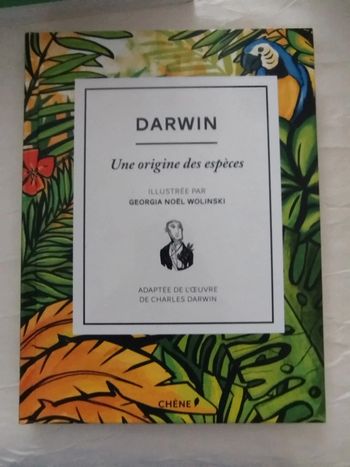 DARWIN
Une origine des espèces
ILLUSTRÉE PAR
GEORGIA NOËL WOLINSKI
ADAPTÉE DE L'ŒUVRE
DE CHARLES DARWIN
CHÊNE